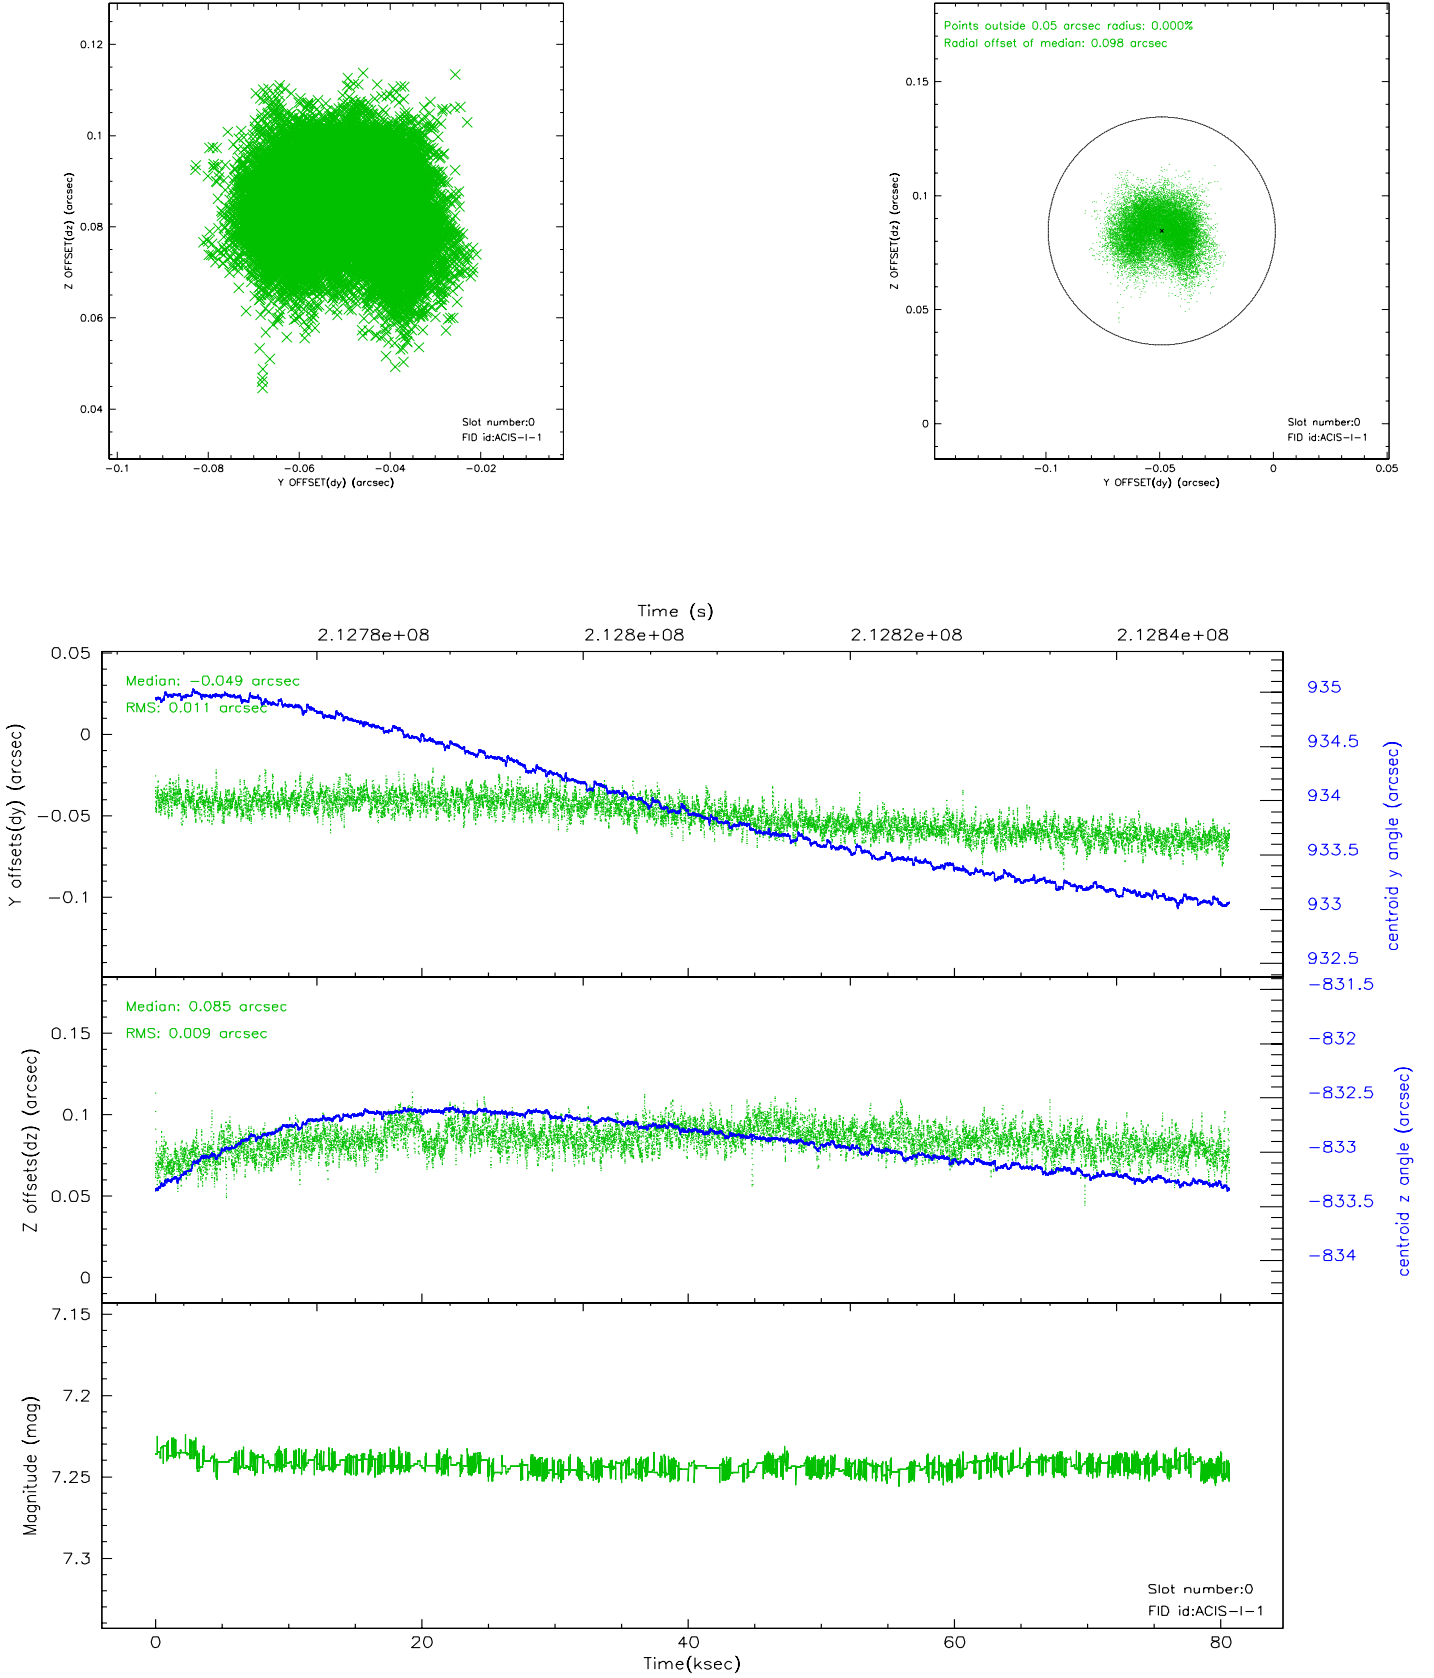 0.12
0.1
0.08
0.06
0.04
Z OFFSET(dz) (arcsec)
Slot number:0
FID id:ACIS-I-1
-0.1 -0.08 -0.06 -0.04 -0.02
Y OFFSET(dy) (arcsec)
Points outside 0.05 arcsec radius: 0.000%
Radial offset of median: 0.098 arcsec
0.15
0.1
0.05
0
Z OFFSET(dz) (arcsec)
Slot number:0
FID id:ACIS-I-1
-0.1 -0.05 0 0.05
Y OFFSET(dy) (arcsec)
Time (s)
2.1278e+08 2.128e+08 2.1282e+08 2.1284e+08
Median: -0.049 arcsec
RMS: 0.011 arcsec
0.05
0
-0.05
-0.1
Y offsets(dy) (arcsec)
935
934.5
934
933.5
933
932.5
centroid y angle (arcsec)
Median: 0.085 arcsec
RMS: 0.009 arcsec
0.15
0.1
0.05
0
Z offsets(dz) (arcsec)
-831.5
-832
-832.5
-833
-833.5
-834
centroid z angle (arcsec)
7.15
7.2
7.25
7.3
Magnitude (mag)
Slot number:0
FID id:ACIS-I-1
0 20 40 60 80
Time(ksec)